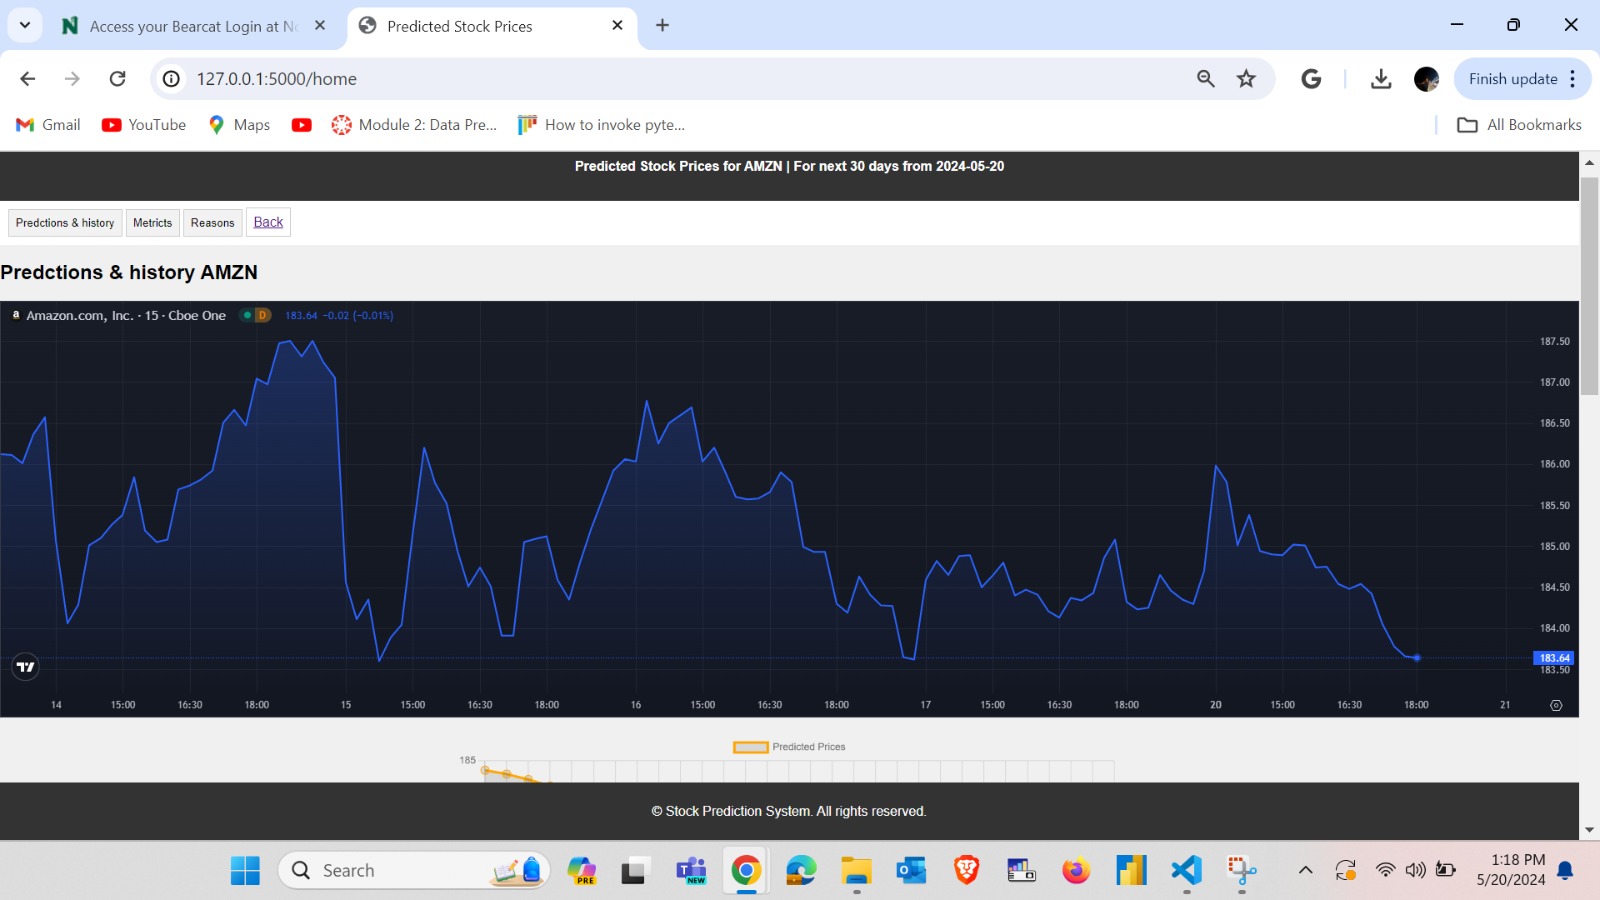 Access your Bearcat Login at No
Predicted Stock Prices
127.0.0.1:5000/home
Finish update
Gmail
YouTube
Maps
Module 2: Data Pre...
How to invoke pyte...
All Bookmarks
Predicted Stock Prices for AMZN | For next 30 days from 2024-05-20
Predctions & history
Metricts
Reasons
Back
Predctions & history AMZN
Amazon.com, Inc. · 15 · Cboe One
D
183.64 −0.02 (−0.01%)
187.50
187.00
186.50
186.00
185.50
185.00
184.50
184.00
183.64
183.50
14 15:00 16:30 18:00 15 15:00 16:30 18:00 16 15:00 16:30 18:00 17 15:00 16:30 18:00 20 15:00 16:30 18:00 21
Predicted Prices
185
© Stock Prediction System. All rights reserved.
Search
PRE
NEW
1:18 PM
5/20/2024